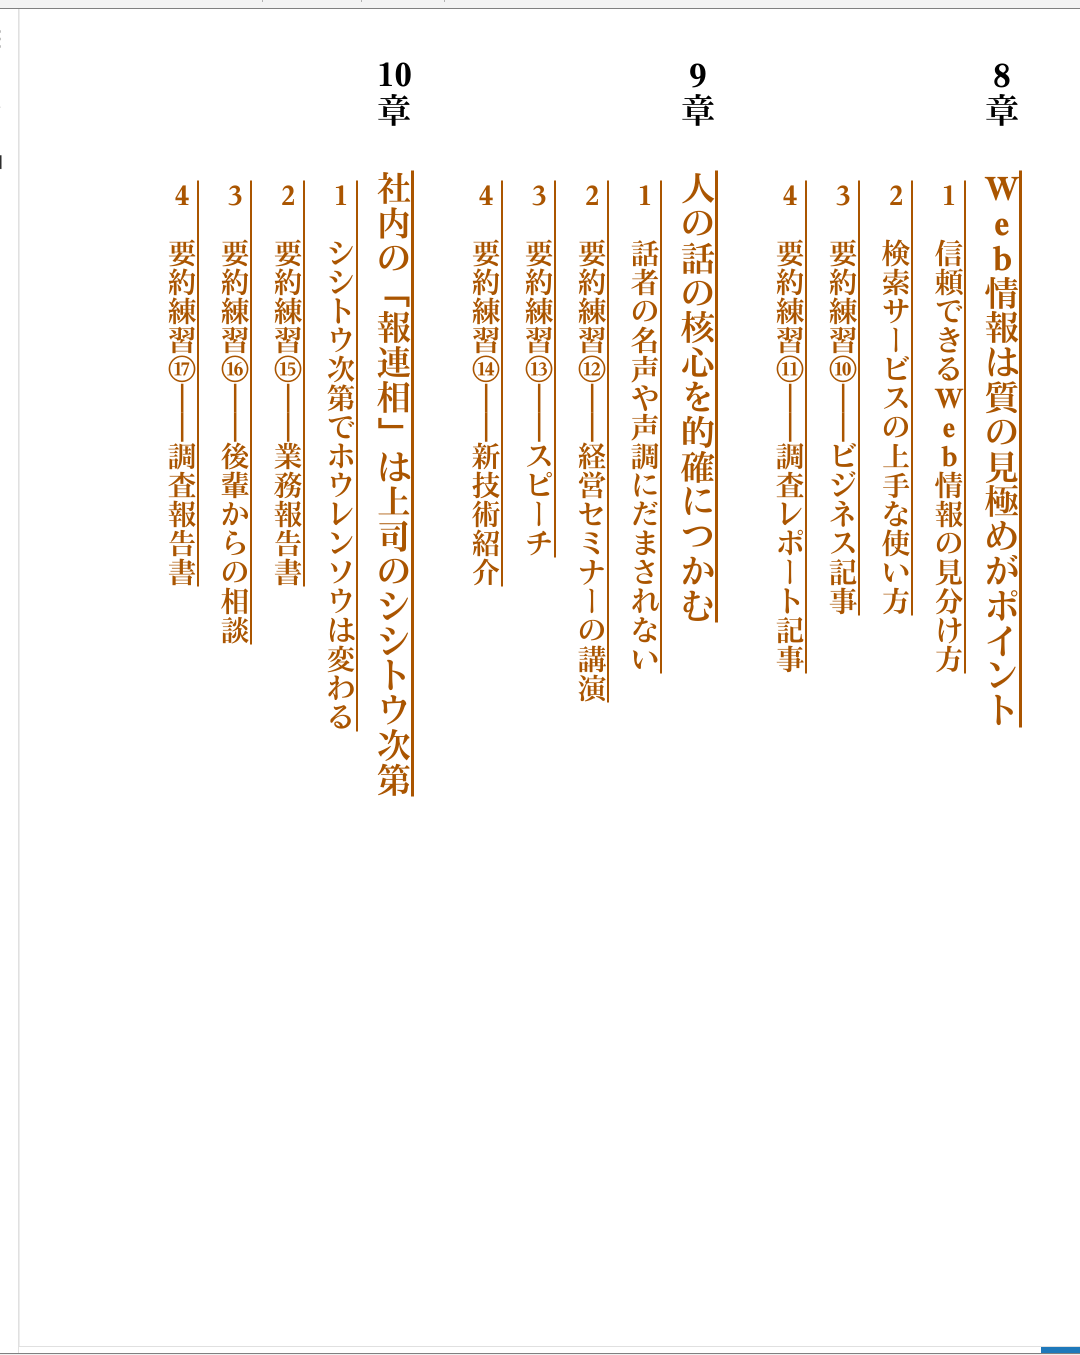 8章
Web情報は質の見極めがポイント
1 信頼できるWeb情報の見分け方
2 検索サービスの上手な使い方
3 要約練習⑩――ビジネス記事
4 要約練習⑪――調査レポート記事
9章
人の話の核心を的確につかむ
1 話者の名声や声調にだまされない
2 要約練習⑫――経営セミナーの講演
3 要約練習⑬――スピーチ
4 要約練習⑭――新技術紹介
10章
社内の「報連相」は上司のシシトウ次第
1 シシトウ次第でホウレンソウは変わる
2 要約練習⑮――業務報告書
3 要約練習⑯――後輩からの相談
4 要約練習⑰――調査報告書